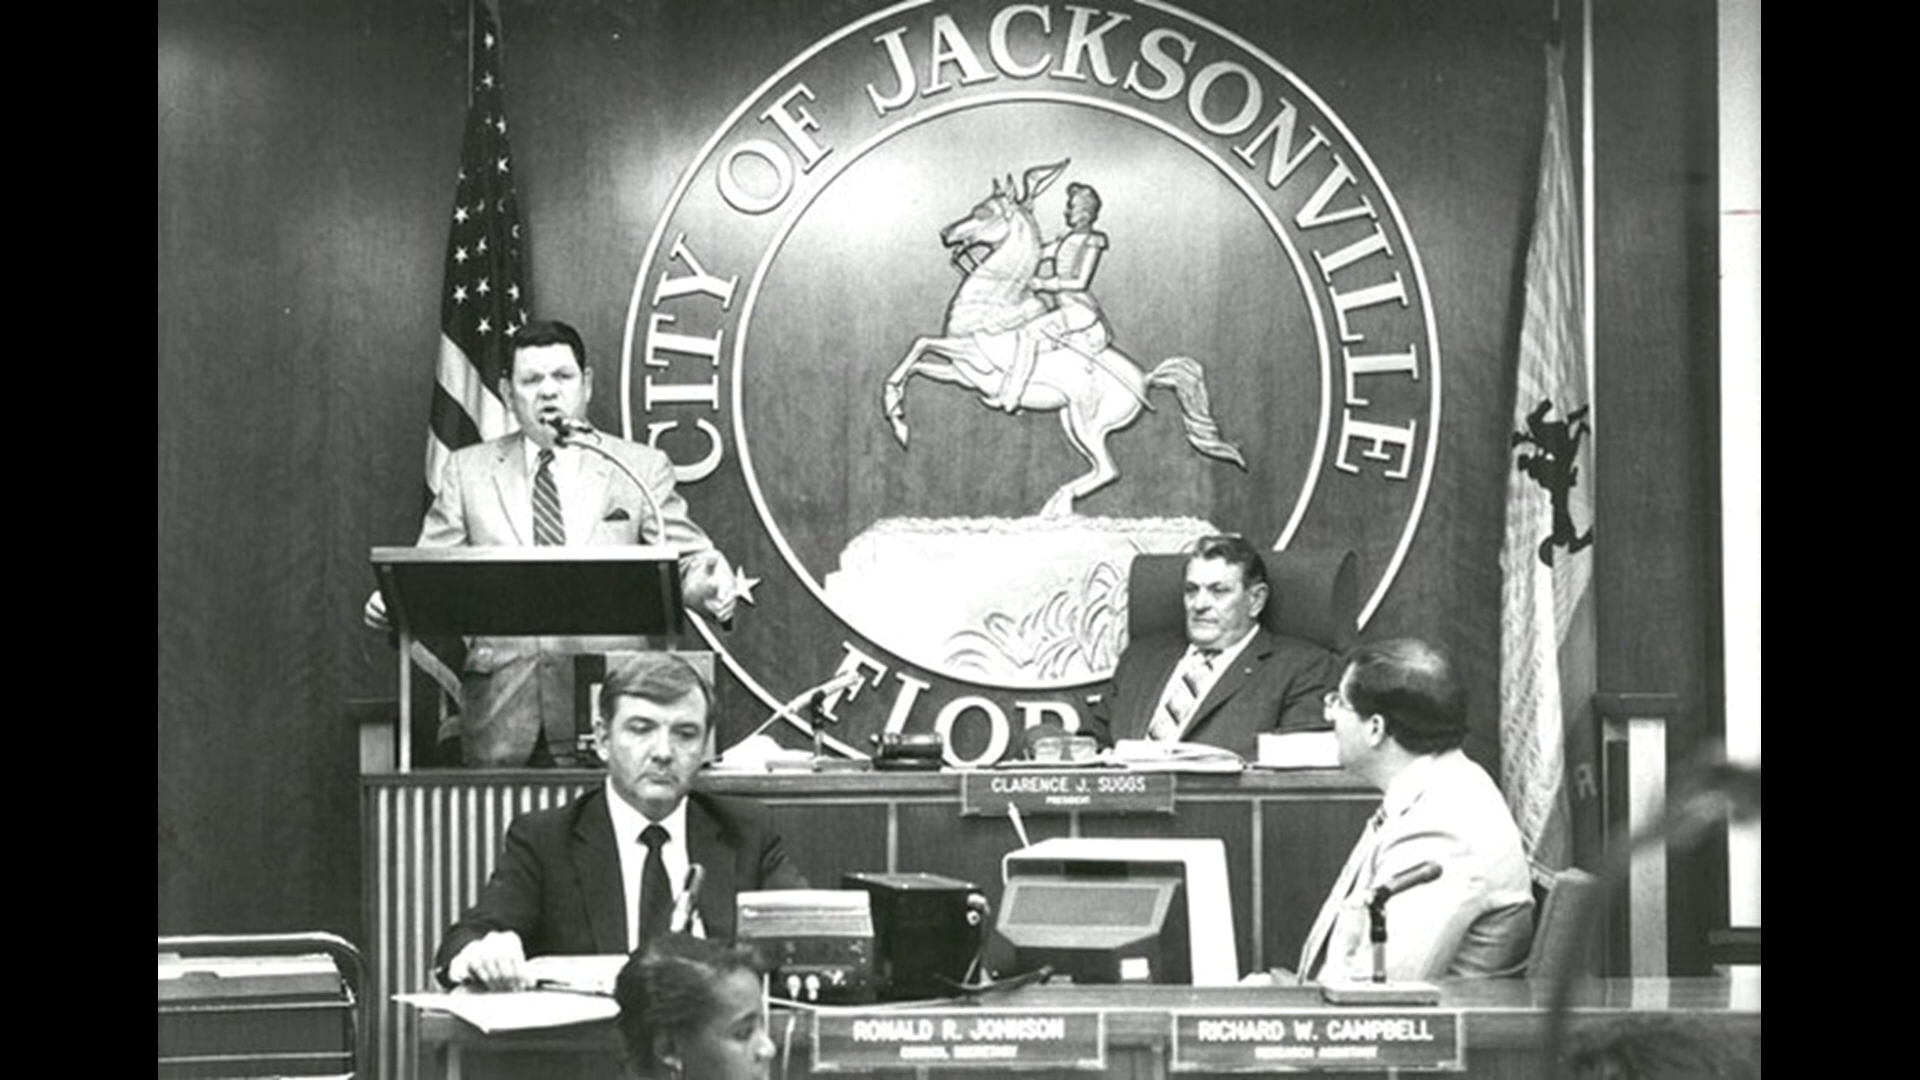 CITY OF JACKSONVILLE
FLOR
CLARENCE J. SUGGS
PRESIDENT
RONALD R. JOHNSON
COUNCIL SECRETARY
RICHARD W. CAMPBELL
RESEARCH ASSISTANT